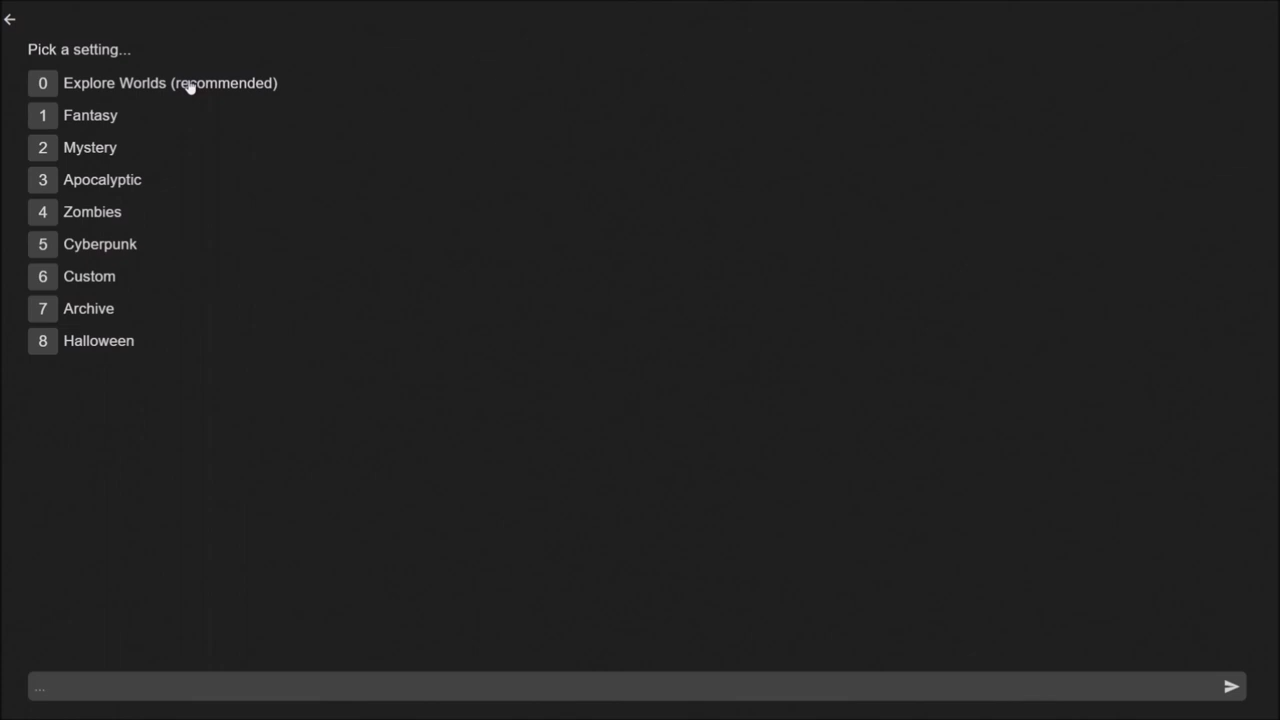 Pick a setting...
0 Explore Worlds (recommended)
1 Fantasy
2 Mystery
3 Apocalyptic
4 Zombies
5 Cyberpunk
6 Custom
7 Archive
8 Halloween
...